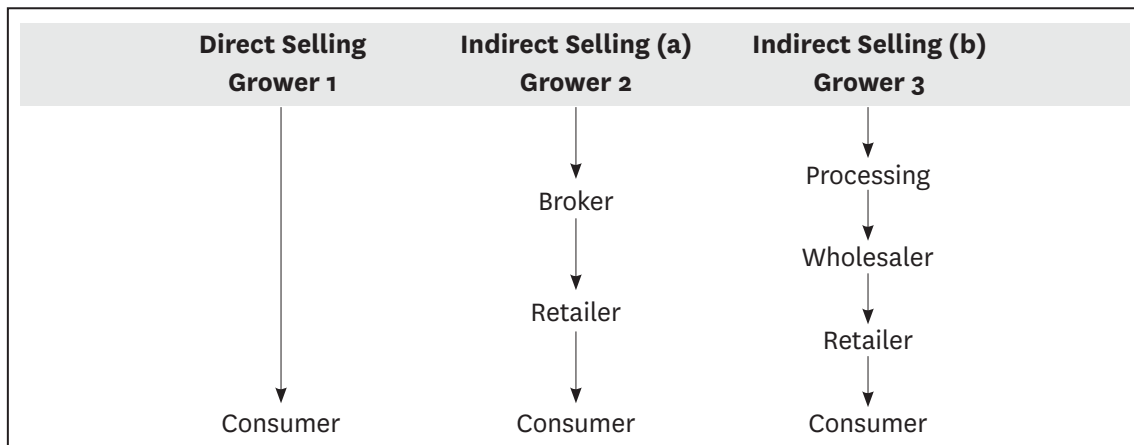 Direct Selling Indirect Selling (a) Indirect Selling (b)
Grower 1 Grower 2 Grower 3
Processing
Broker
Wholesaler
Retailer
Retailer
Consumer Consumer Consumer